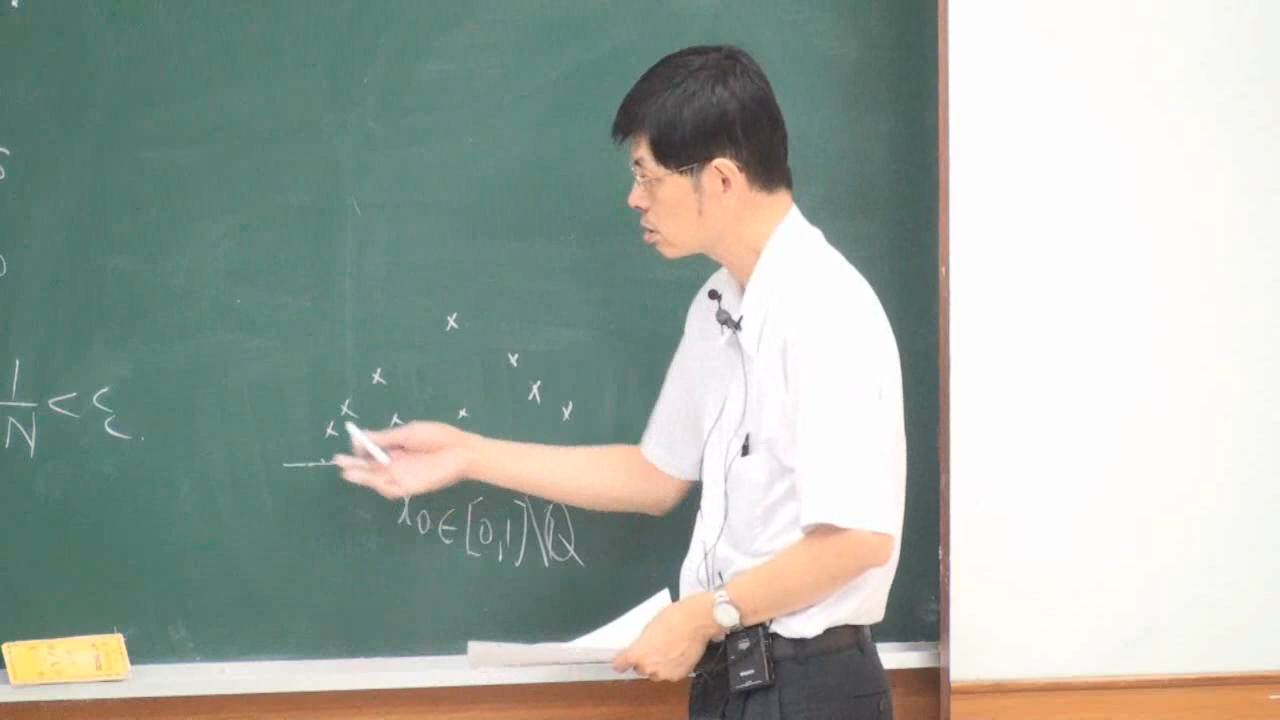 1/N < ε.
x₀ ∈ [0,1]\Q